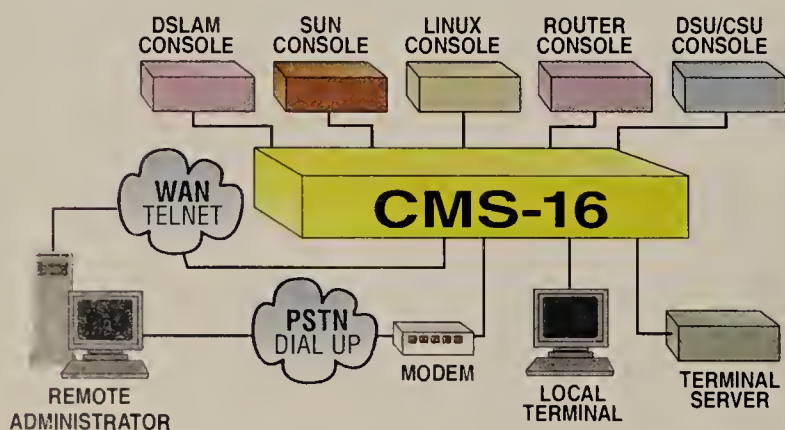 DSLAM
CONSOLE
SUN
CONSOLE
LINUX
CONSOLE
ROUTER
CONSOLE
DSU/CSU
CONSOLE
CMS-16
WAN
TELNET
PSTN
DIAL UP
MODEM
REMOTE
ADMINISTRATOR
LOCAL
TERMINAL
TERMINAL
SERVER